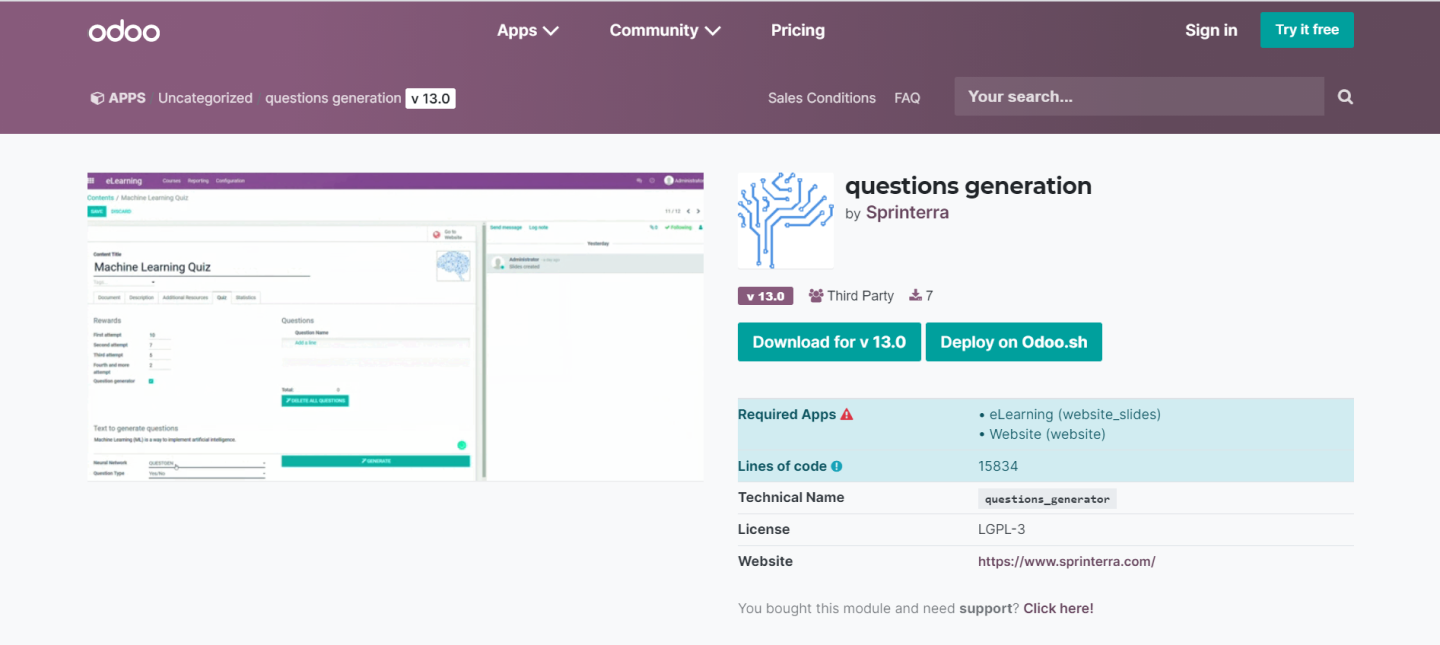 odoo
Apps
Community
Pricing
Sign in
Try it free
APPS
Uncategorized
questions generation v 13.0
Sales Conditions
FAQ
Your search...
eLearning
Courses Reporting Configuration
Administrator
Contents / Machine Learning Quiz
SAVE DISCARD
11 / 12
Go to
Website
Send message Log note
Following
Yesterday
Administrator
Slides created
Content Title
Machine Learning Quiz
Tags...
Document Description Additional Resources Quiz Statistics
Rewards
First attempt 10
Second attempt 7
Third attempt 5
Fourth and more
attempt 2
Question generator
Questions
Question Name
Add a line
Total: 0
DELETE ALL QUESTIONS
Text to generate questions
Machine Learning (ML) is a way to implement artificial intelligence.
Neural Network QUESTGEN
Question Type Yes/No
GENERATE
questions generation
by Sprinterra
v 13.0
Third Party
7
Download for v 13.0
Deploy on Odoo.sh
Required Apps
• eLearning (website_slides)
• Website (website)
Lines of code 15834
Technical Name questions_generator
License LGPL-3
Website https://www.sprinterra.com/
You bought this module and need support? Click here!